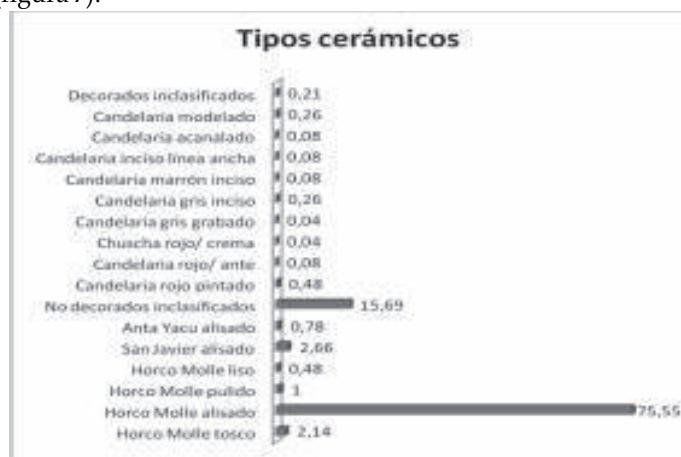 figura 7).
Tipos cerámicos
Decorados inclasificados 0,21
Candelaria modelado 0,26
Candelaria acanalado 0,08
Candelaria inciso línea ancha 0,08
Candelaria marrón inciso 0,08
Candelaria gris inciso 0,26
Candelaria gris grabado 0,04
Chuscha rojo/ crema 0,04
Candelaria rojo/ ante 0,08
Candelaria rojo pintado 0,48
No decorados inclasificados 15,69
Anta Yacu alisado 0,78
San Javier alisado 2,66
Horco Molle liso 0,48
Horco Molle pulido 1
Horco Molle alisado 75,55
Horco Molle tosco 2,14